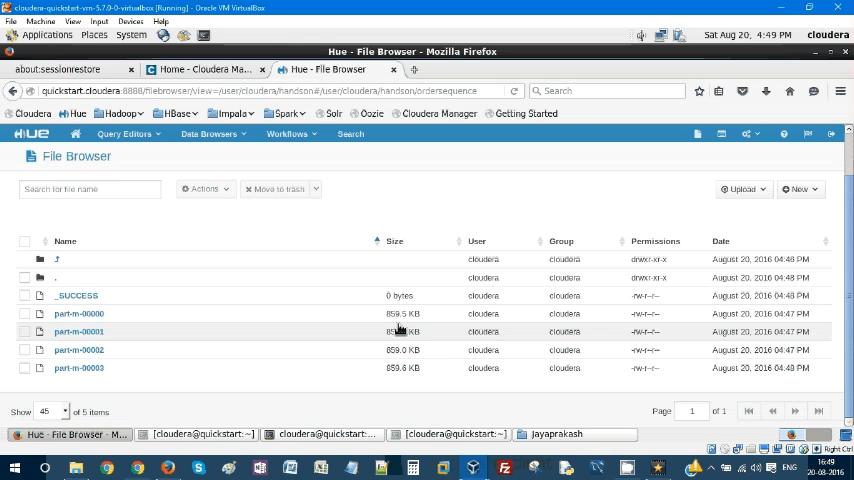 cloudera-quickstart-vm-5.7.0-0-virtualbox [Running] - Oracle VM VirtualBox
File Machine View Input Devices Help
Applications Places System Sat Aug 20, 4:49 PM cloudera
Hue - File Browser - Mozilla Firefox
about:sessionrestore Home - Cloudera Ma... Hue - File Browser
quickstart.cloudera:8888/filebrowser/view=/user/cloudera/handson#/user/cloudera/handson/ordersequence Search
Cloudera Hue Hadoop HBase Impala Spark Solr Oozie Cloudera Manager Getting Started
HUE Query Editors Data Browsers Workflows Search
File Browser
Search for file name Actions Move to trash Upload New
Name Size User Group Permissions Date
cloudera cloudera drwxr-xr-x August 20, 2016 04:46 PM
. cloudera cloudera drwxr-xr-x August 20, 2016 04:48 PM
_SUCCESS 0 bytes cloudera cloudera -rw-r--r-- August 20, 2016 04:48 PM
part-m-00000 859.5 KB cloudera cloudera -rw-r--r-- August 20, 2016 04:47 PM
part-m-00001 KB cloudera cloudera -rw-r--r-- August 20, 2016 04:47 PM
part-m-00002 859.0 KB cloudera cloudera -rw-r--r-- August 20, 2016 04:47 PM
part-m-00003 859.6 KB cloudera cloudera -rw-r--r-- August 20, 2016 04:48 PM
Show 45 of 5 items Page 1 of 1
Hue - File Browser - M... [cloudera@quickstart:~] cloudera@quickstart:... [cloudera@quickstart:~] Jayaprakash
Right Ctrl
ENG 16:49
20-08-2016